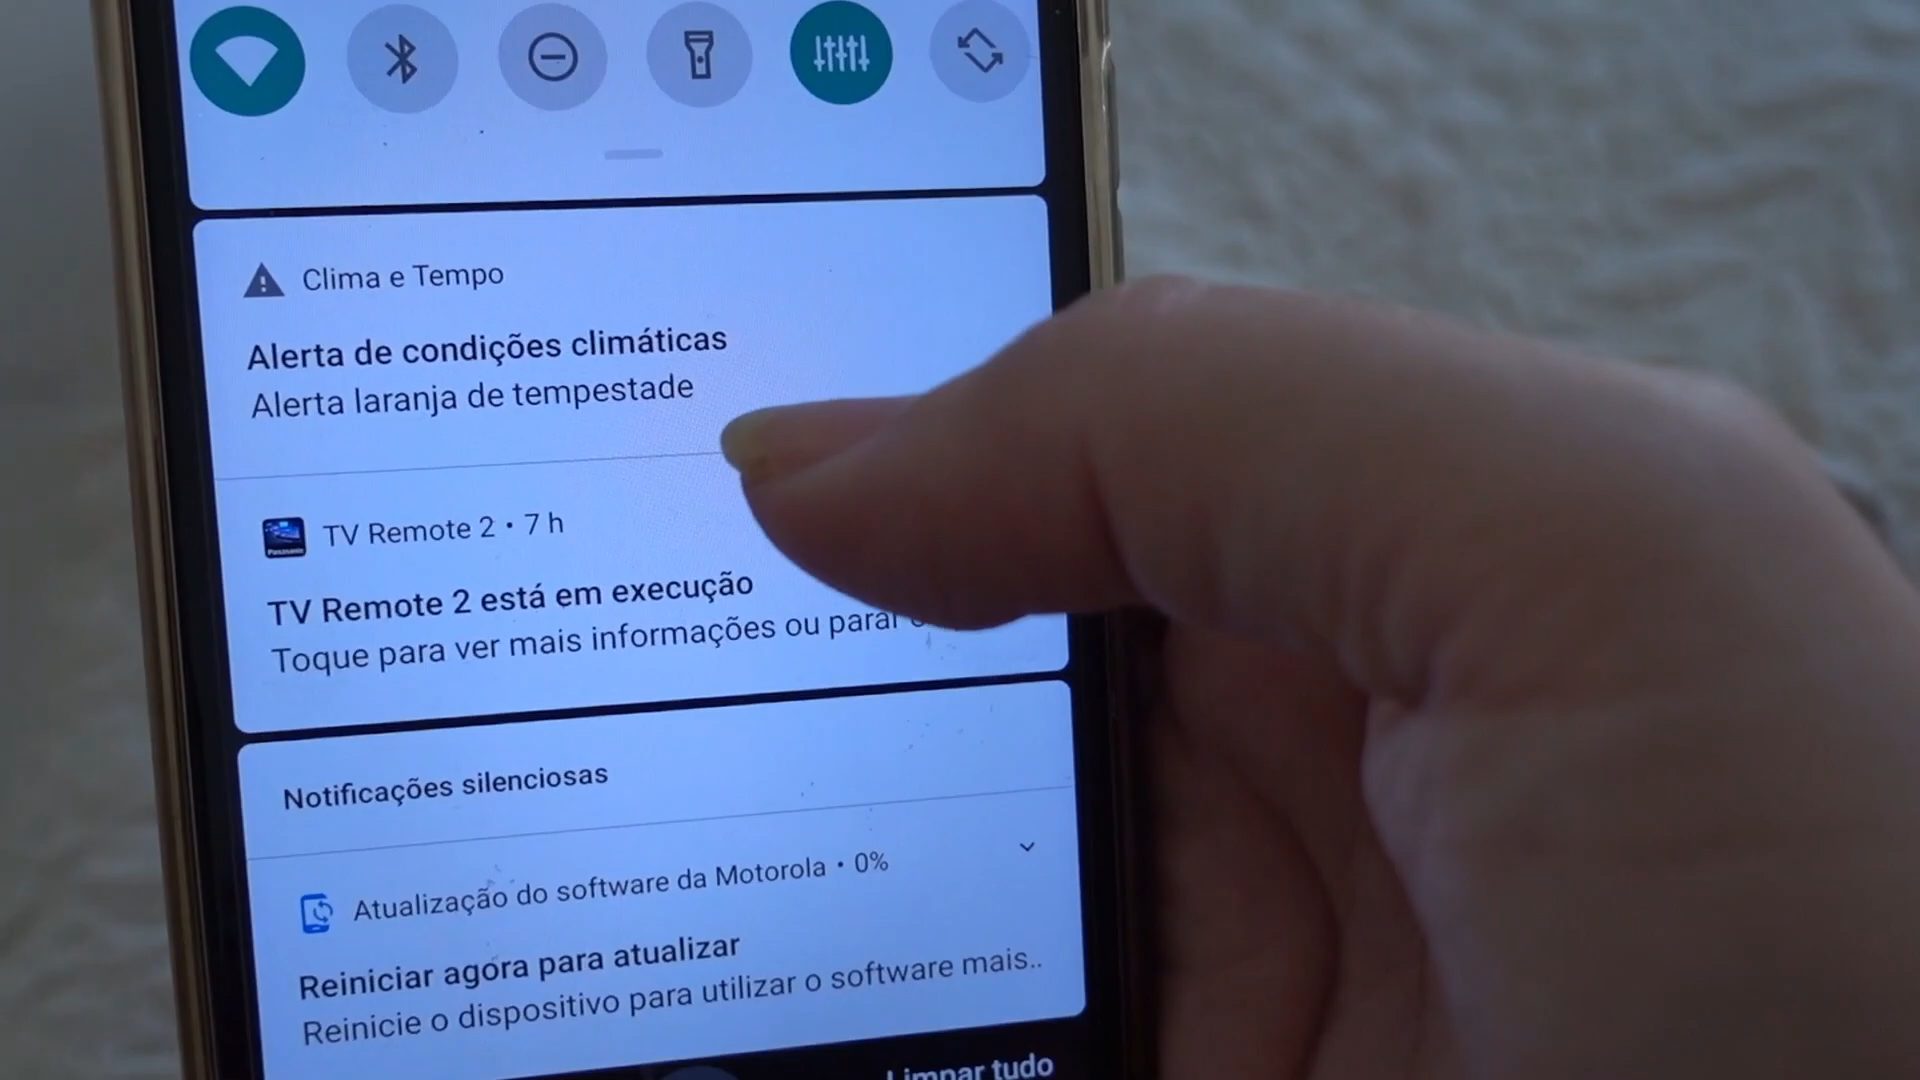 Clima e Tempo
Alerta de condições climáticas
Alerta laranja de tempestade
TV Remote 2 • 7 h
TV Remote 2 está em execução
Toque para ver mais informações ou parar
Notificações silenciosas
Atualização do software da Motorola • 0%
Reiniciar agora para atualizar
Reinicie o dispositivo para utilizar o software mais..
Limpar tudo